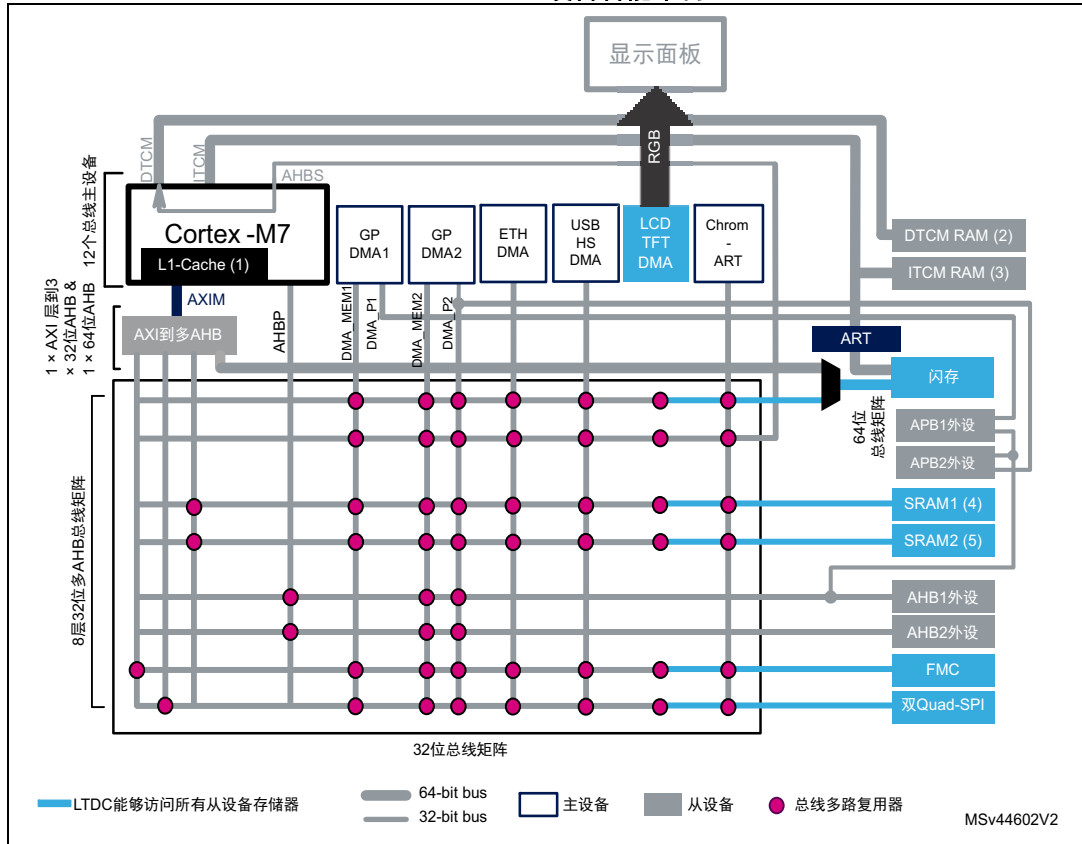 显示面板
RGB
DTCM
ITCM
AHBS
12个总线主设备
Cortex -M7
L1-Cache (1)
GP
DMA1
GP
DMA2
ETH
DMA
USB
HS
DMA
LCD
TFT
DMA
Chrom
-
ART
DTCM RAM (2)
ITCM RAM (3)
1 × AXI 层到3
× 32位AHB &
1 × 64位AHB
AXIM
AXI到多AHB
AHBP
DMA_MEM1
DMA_P1
DMA_MEM2
DMA_P2
ART
闪存
64位
总线矩阵
APB1外设
APB2外设
8层32位多AHB总线矩阵
SRAM1 (4)
SRAM2 (5)
AHB1外设
AHB2外设
FMC
双Quad-SPI
32位总线矩阵
LTDC能够访问所有从设备存储器
64-bit bus
32-bit bus
主设备
从设备
总线多路复用器
MSv44602V2